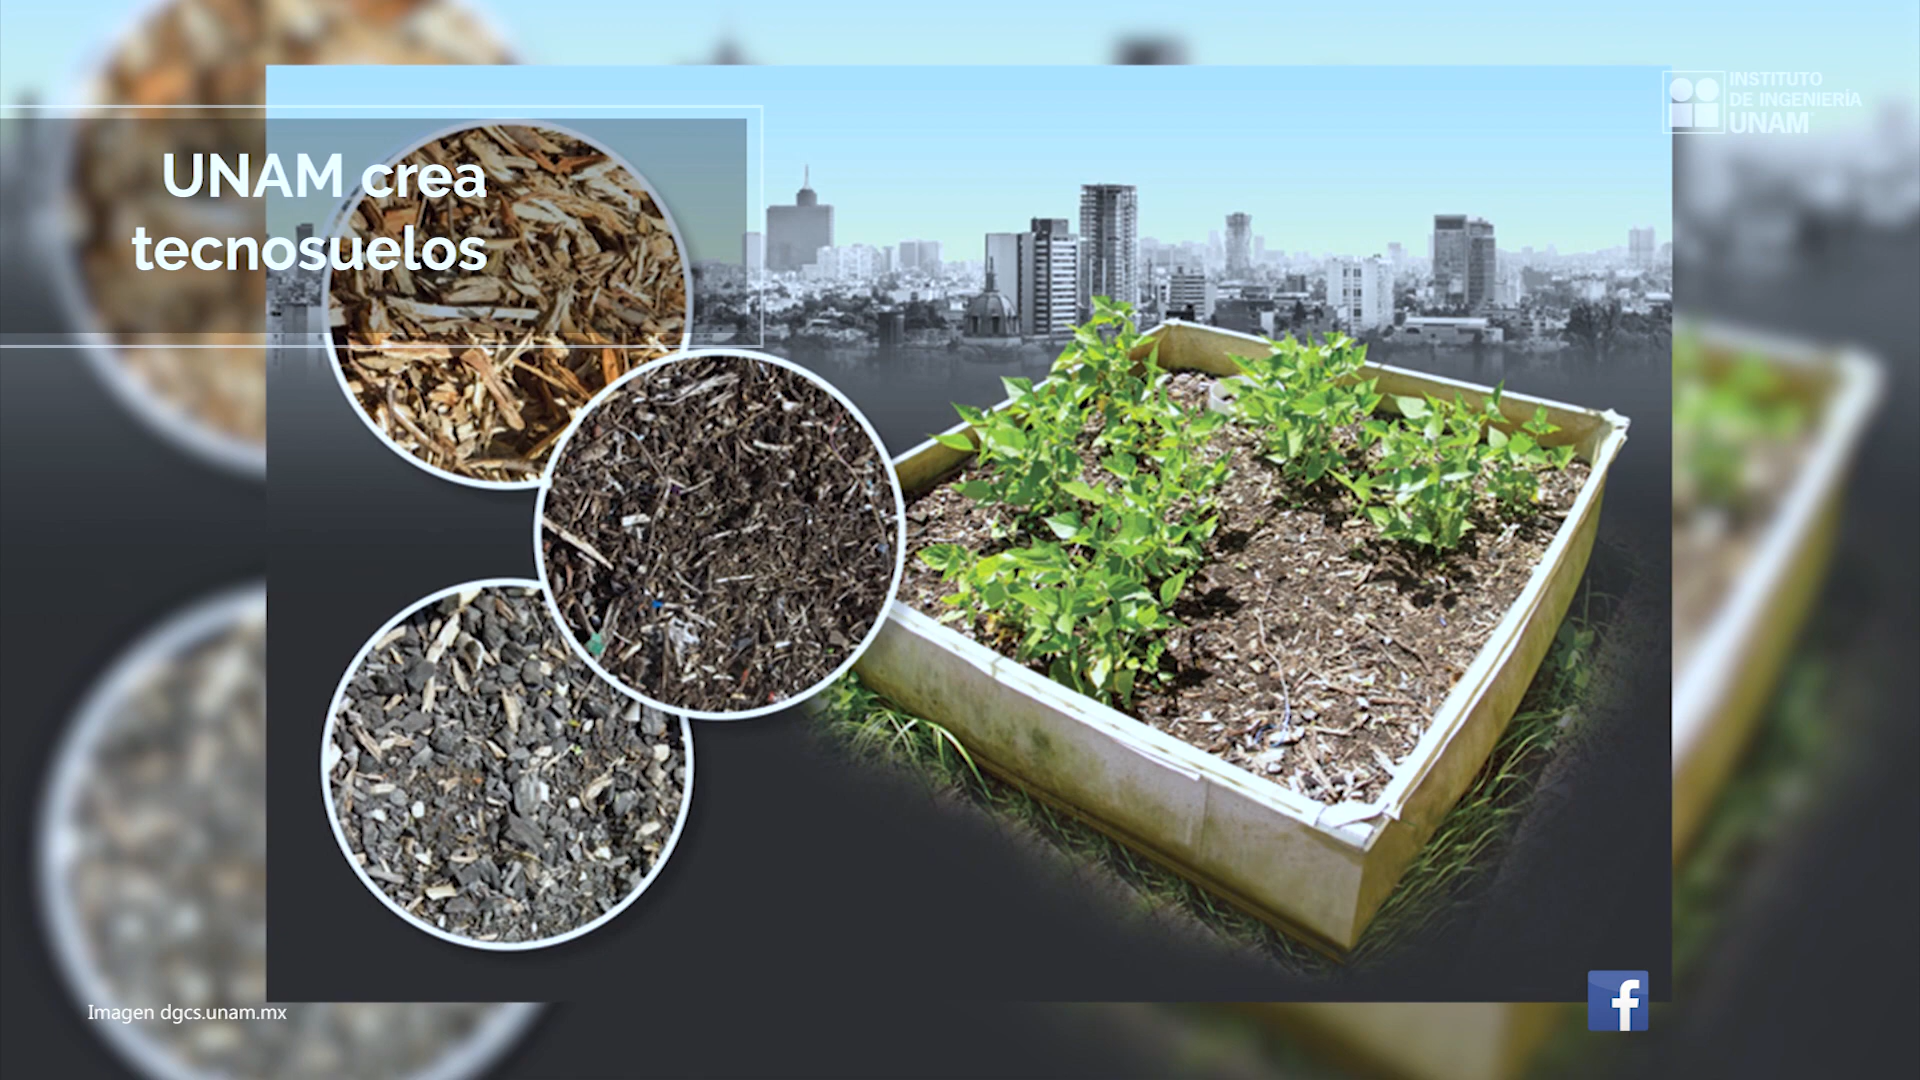 UNAM crea
tecnosuelos
INSTITUTO
DE INGENIERÍA
UNAM
Imagen dgcs.unam.mx
f